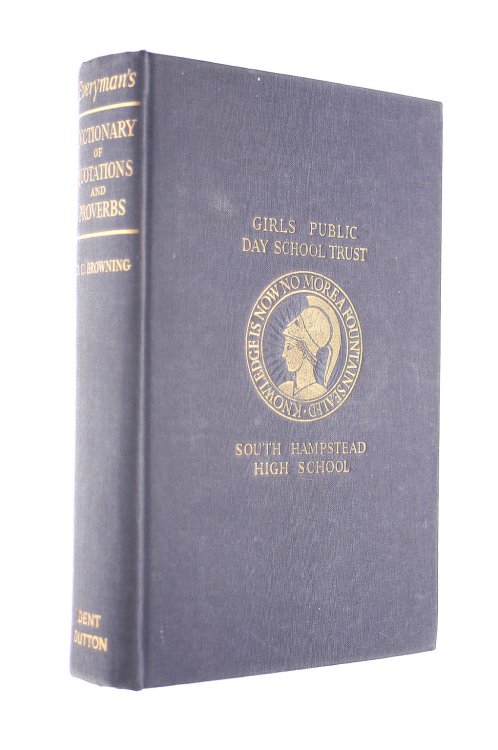 Everyman's
DICTIONARY
OF
QUOTATIONS
AND
PROVERBS
D. C. BROWNING
DENT
DUTTON
GIRLS PUBLIC
DAY SCHOOL TRUST
KNOWLEDGE IS NOW NO MORE A FOUNTAIN SEALED
SOUTH HAMPSTEAD
HIGH SCHOOL